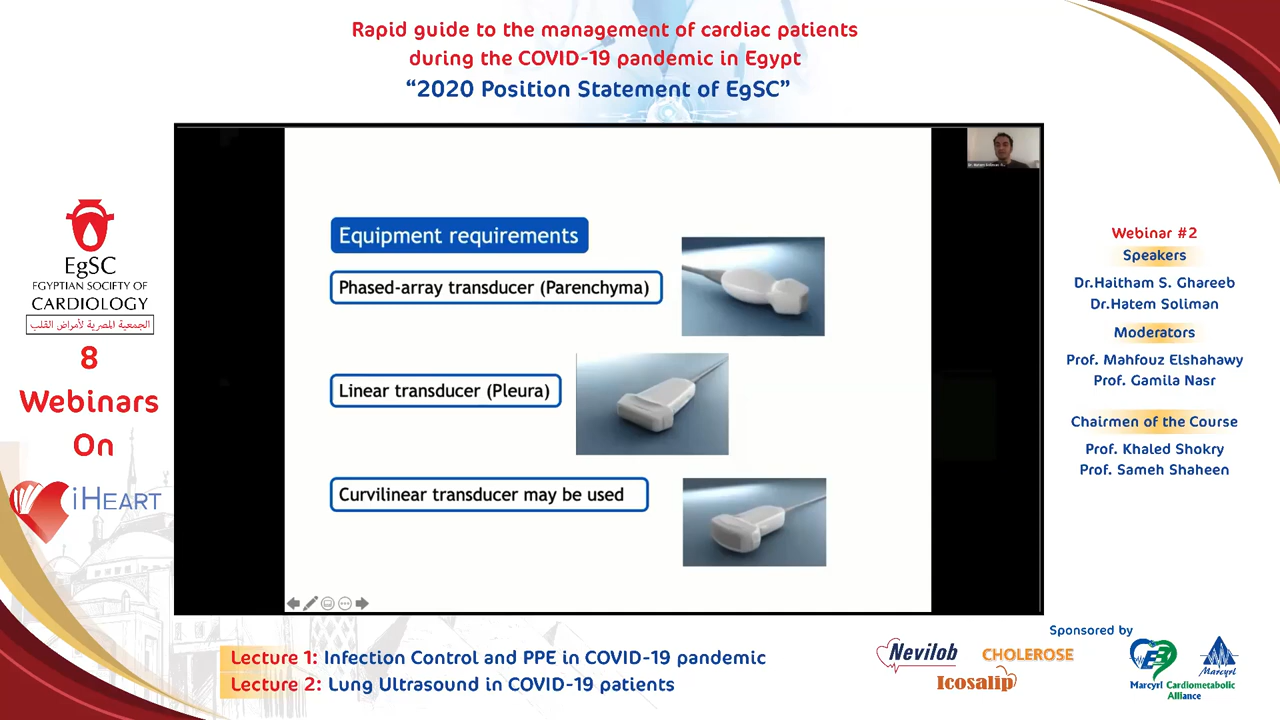 Rapid guide to the management of cardiac patients
during the COVID-19 pandemic in Egypt
“2020 Position Statement of EgSC”
EgSC
EGYPTIAN SOCIETY OF
CARDIOLOGY
الجمعية المصرية لأمراض القلب
8
Webinars
On
iHEART
Equipment requirements
Phased-array transducer (Parenchyma)
Linear transducer (Pleura)
Curvilinear transducer may be used
Webinar #2
Speakers
Dr.Haitham S. Ghareeb
Dr.Hatem Soliman
Moderators
Prof. Mahfouz Elshahawy
Prof. Gamila Nasr
Chairmen of the Course
Prof. Khaled Shokry
Prof. Sameh Shaheen
Lecture 1: Infection Control and PPE in COVID-19 pandemic
Lecture 2: Lung Ultrasound in COVID-19 patients
Sponsored by
Nevilob
CHOLEROSE
Icosalip
Marcyrl Cardiometabolic
Alliance
Marcyrl